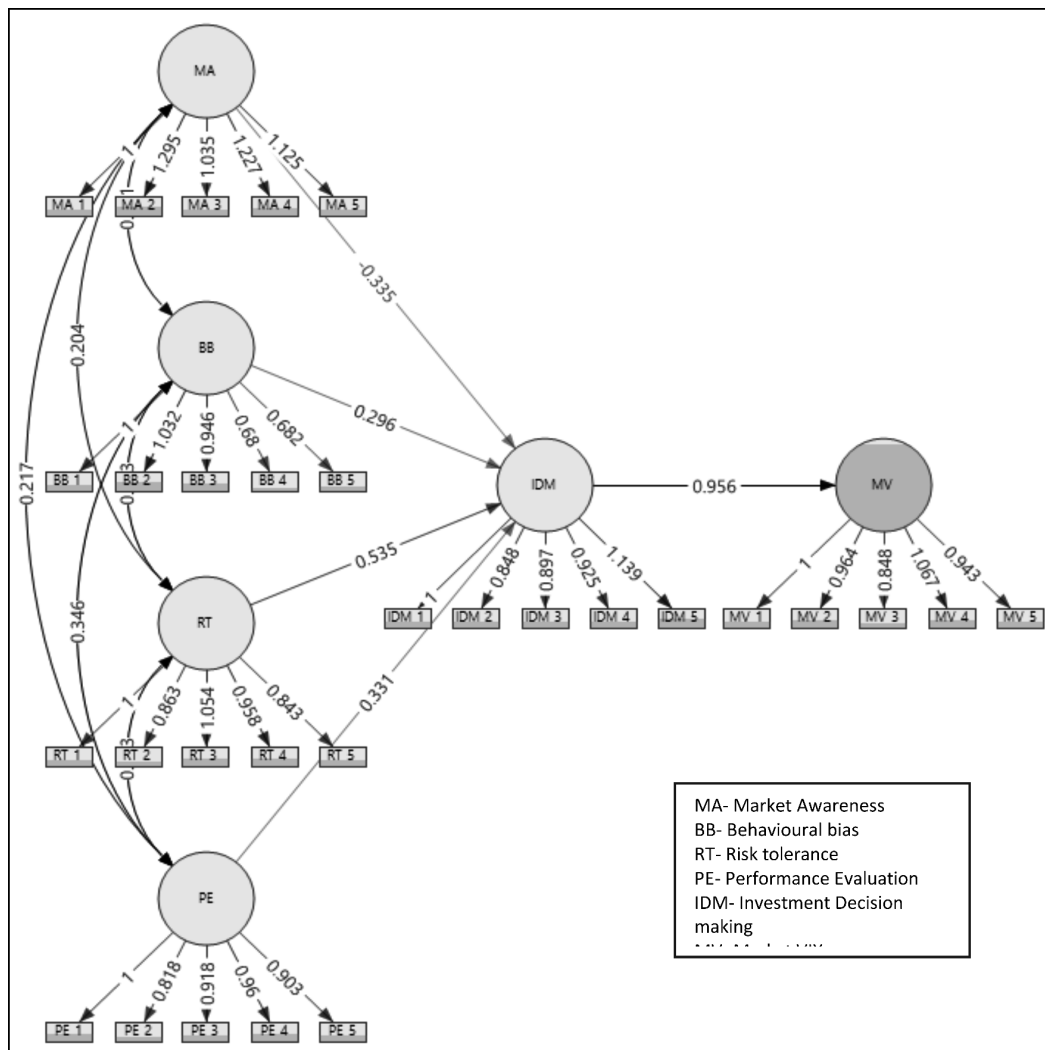 MA
1
1.295
1.035
1.227
1.125
MA 1
MA 2
MA 3
MA 4
MA 5
-0.335
0.204
BB
0.296
1
1.032
0.946
0.68
0.682
BB 1
BB 2
BB 3
BB 4
BB 5
0.217
IDM
0.956
MV
0.535
1
0.848
0.897
0.925
1.139
1
0.964
0.848
1.067
0.943
IDM 1
IDM 2
IDM 3
IDM 4
IDM 5
MV 1
MV 2
MV 3
MV 4
MV 5
RT
0.346
0.331
1
0.863
1.054
0.958
0.843
RT 1
RT 2
RT 3
RT 4
RT 5
PE
1
0.818
0.918
0.96
0.903
PE 1
PE 2
PE 3
PE 4
PE 5
MA- Market Awareness
BB- Behavioural bias
RT- Risk tolerance
PE- Performance Evaluation
IDM- Investment Decision
making